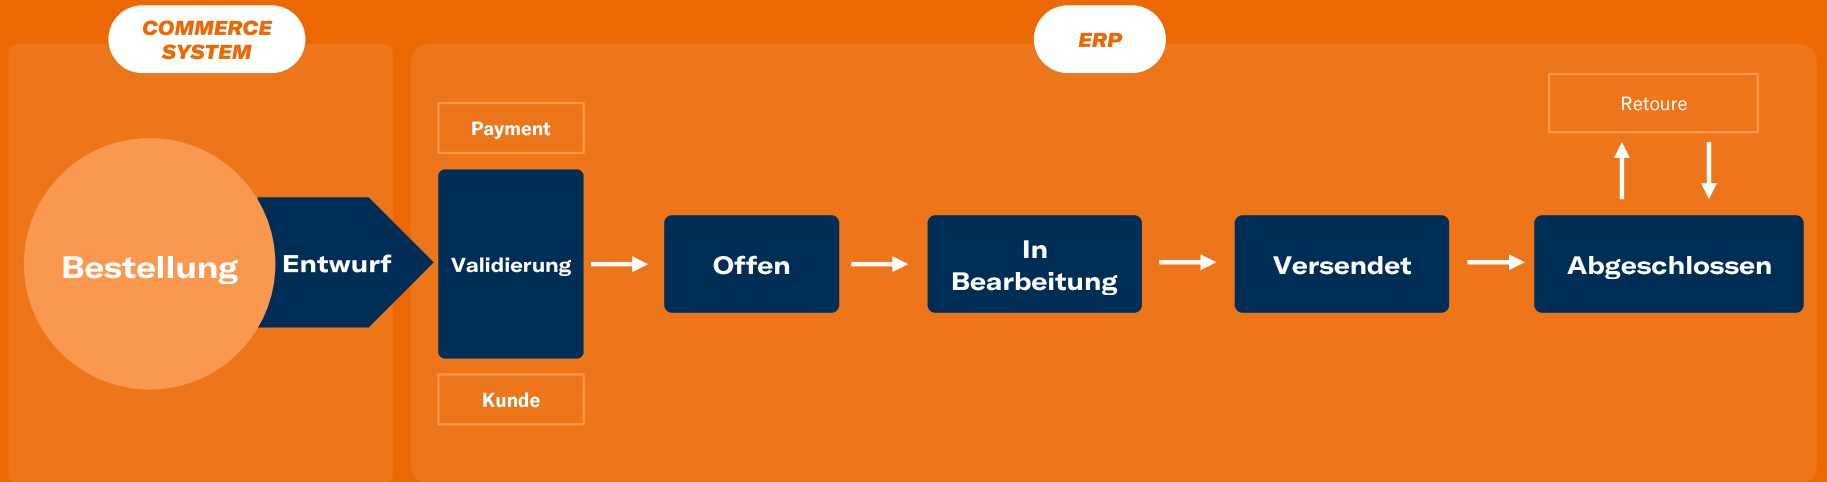 COMMERCE
SYSTEM
Bestellung
Entwurf
ERP
Payment
Validierung
Kunde
Offen
In
Bearbeitung
Versendet
Retoure
Abgeschlossen